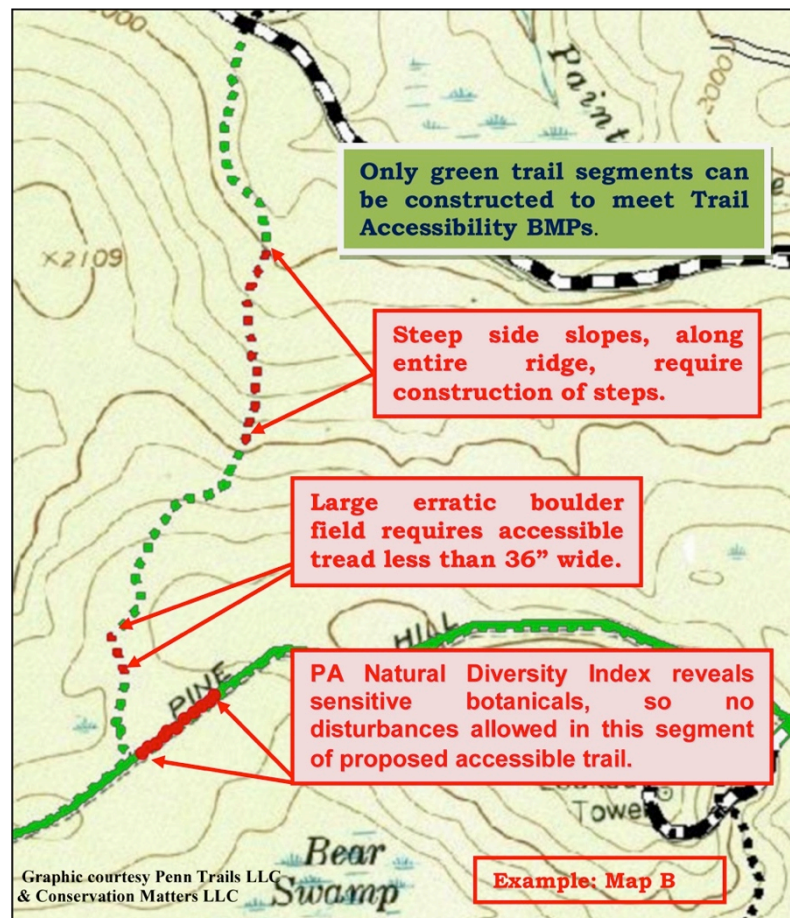 2000
Paint
2000
Only green trail segments can
be constructed to meet Trail
Accessibility BMPs.
×2109
Steep side slopes, along
entire ridge, require
construction of steps.
Large erratic boulder
field requires accessible
tread less than 36” wide.
PINE HILL
PA Natural Diversity Index reveals
sensitive botanicals, so no
disturbances allowed in this segment
of proposed accessible trail.
Tower
Bear
Swamp
Graphic courtesy Penn Trails LLC
& Conservation Matters LLC
Example: Map B